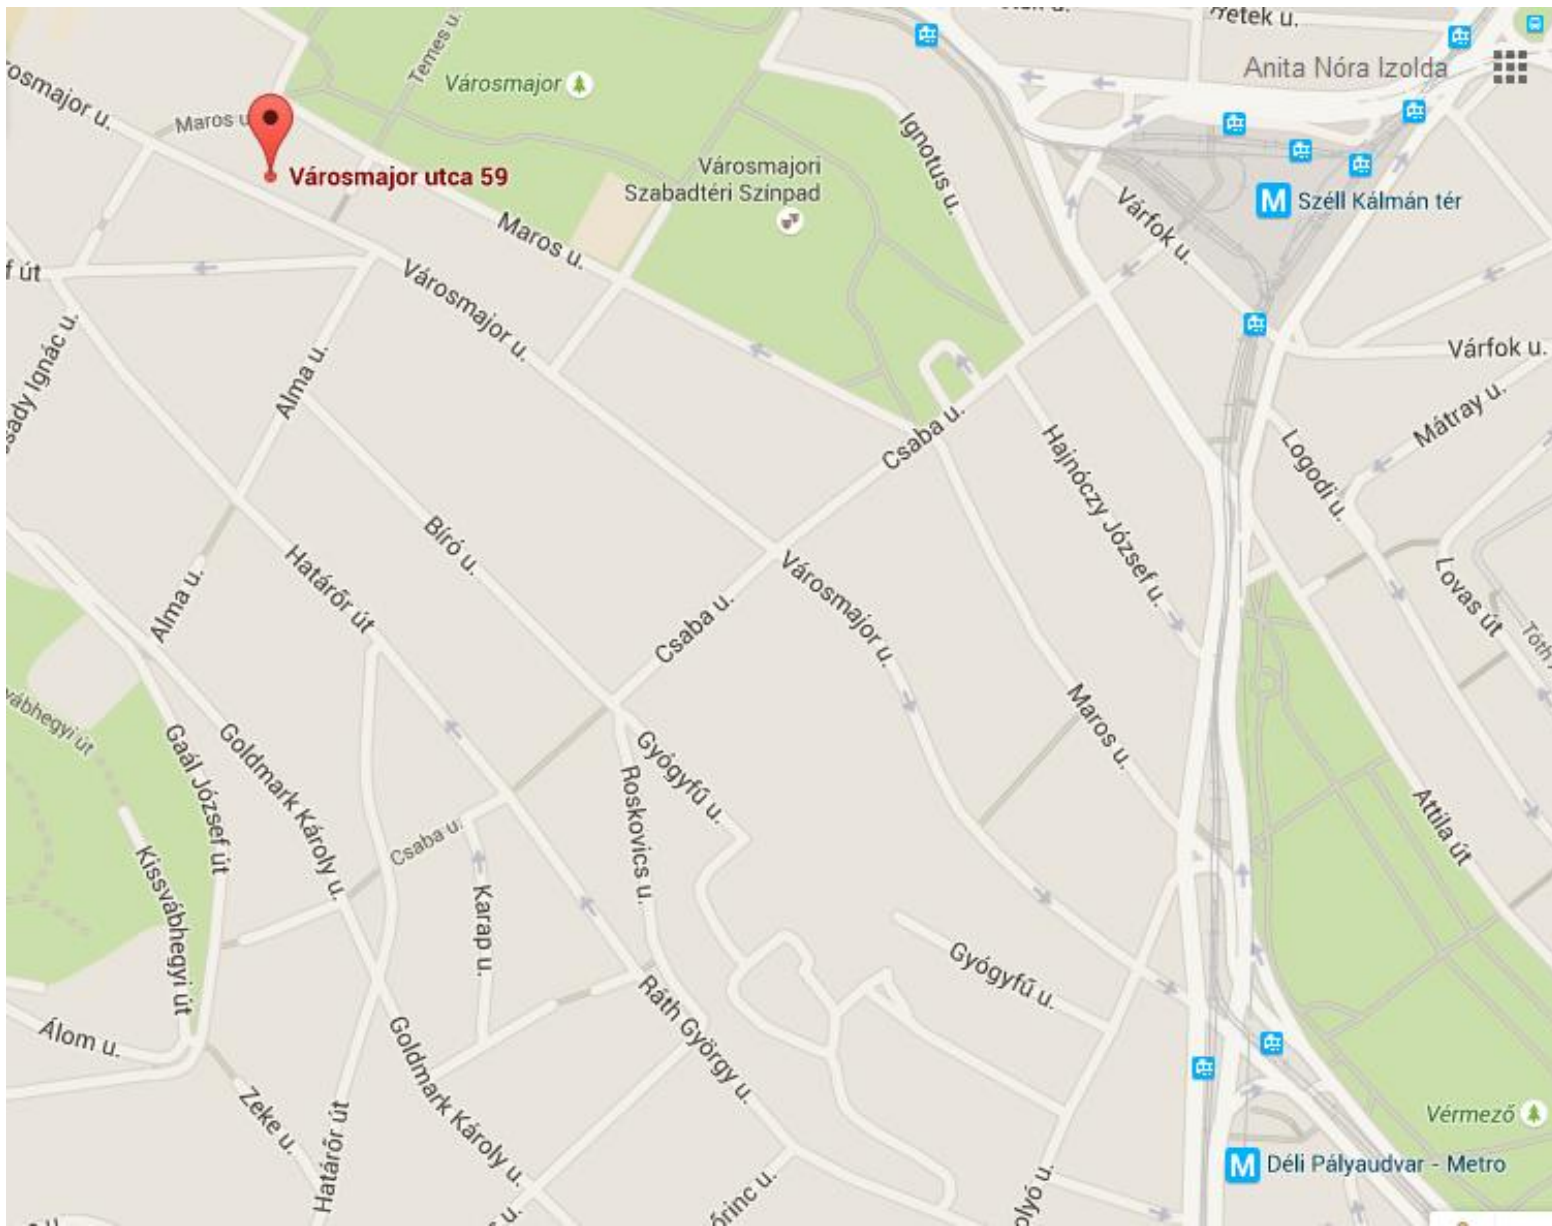 Retek u.
Anita Nóra Izolda
Temes u.
Városmajor
Városmajor u.
Maros u.
Ignotus u.
Városmajor utca 59
Városmajori
Szabadtéri Színpad
M Széll Kálmán tér
Várfok u.
Maros u.
Városmajor u.
Várfok u.
Mátray u.
Alma u.
Csaba u.
Hajnóczy József u.
Logodi u.
Bíró u.
Határőr út
Alma u.
Csaba u.
Városmajor u.
Lovas út
Tóth
Maros u.
Gaál József út
Goldmark Károly u.
Gyógyfű u.
Roskovics u.
Attila út
Csaba u.
Kissvábhegyi út
Karap u.
Gyógyfű u.
Ráth György u.
Álom u.
Goldmark Károly u.
Zeke u.
Határőr út
Vérmező
M Déli Pályaudvar - Metro